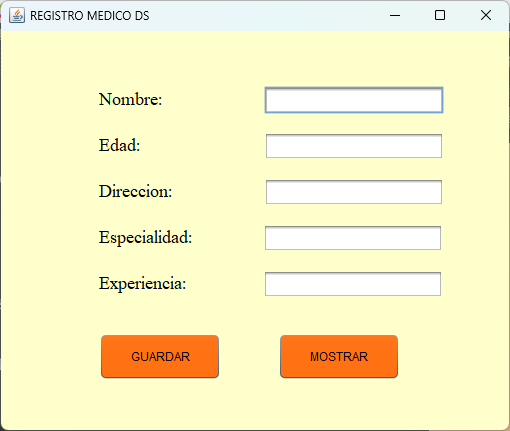 REGISTRO MEDICO DS
Nombre:
Edad:
Direccion:
Especialidad:
Experiencia:
GUARDAR MOSTRAR